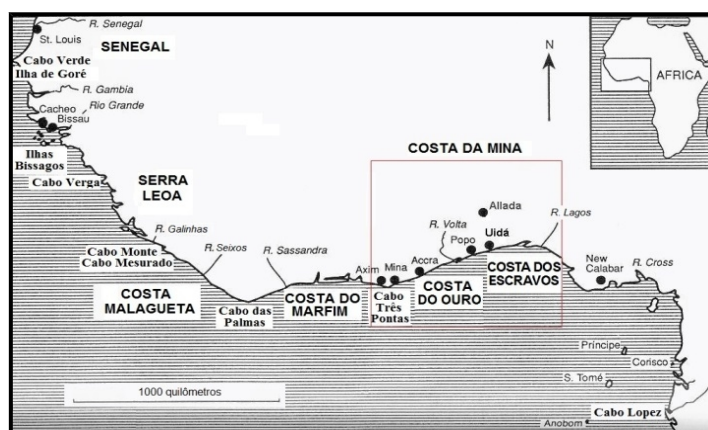 R. Senegal
St. Louis
SENEGAL
Cabo Verde
Ilha de Goré
R. Gambia
Cacheo
Rio Grande
Bissau
Ilhas
Bissagos
Cabo Verga
SERRA
LEOA
R. Galinhas
Cabo Monte
Cabo Mesurado
R. Seixos
COSTA
MALAGUETA
Cabo das
Palmas
R. Sassandra
COSTA DO
MARFIM
N
AFRICA
COSTA DA MINA
Allada
R. Volta
Popo
Uidá
R. Lagos
Axim
Mina
Accra
Cabo
Três
Pontas
COSTA
DO OURO
COSTA DOS
ESCRAVOS
New
Calabar
R. Cross
Príncipe
Corisco
S. Tomé
Cabo Lopez
Anobom
1000 quilômetros